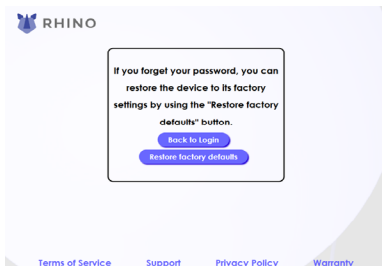 RHINO
If you forget your password, you can
restore the device to its factory
settings by using the "Restore factory
defaults" button.
Back to Login
Restore factory defaults
Terms of Service Support Privacy Policy Warranty